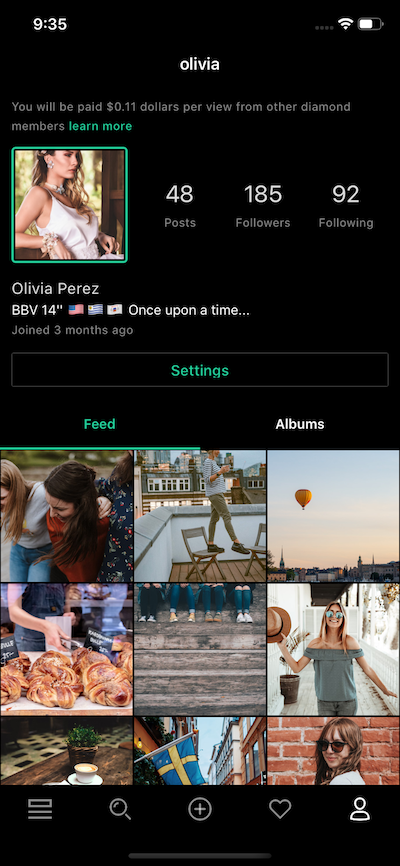 9:35
olivia
You will be paid $0.11 dollars per view from other diamond
members learn more
48 185 92
Posts Followers Following
Olivia Perez
BBV 14" 🇺🇸 🇺🇾 🇯🇵 Once upon a time...
Joined 3 months ago
Settings
Feed Albums